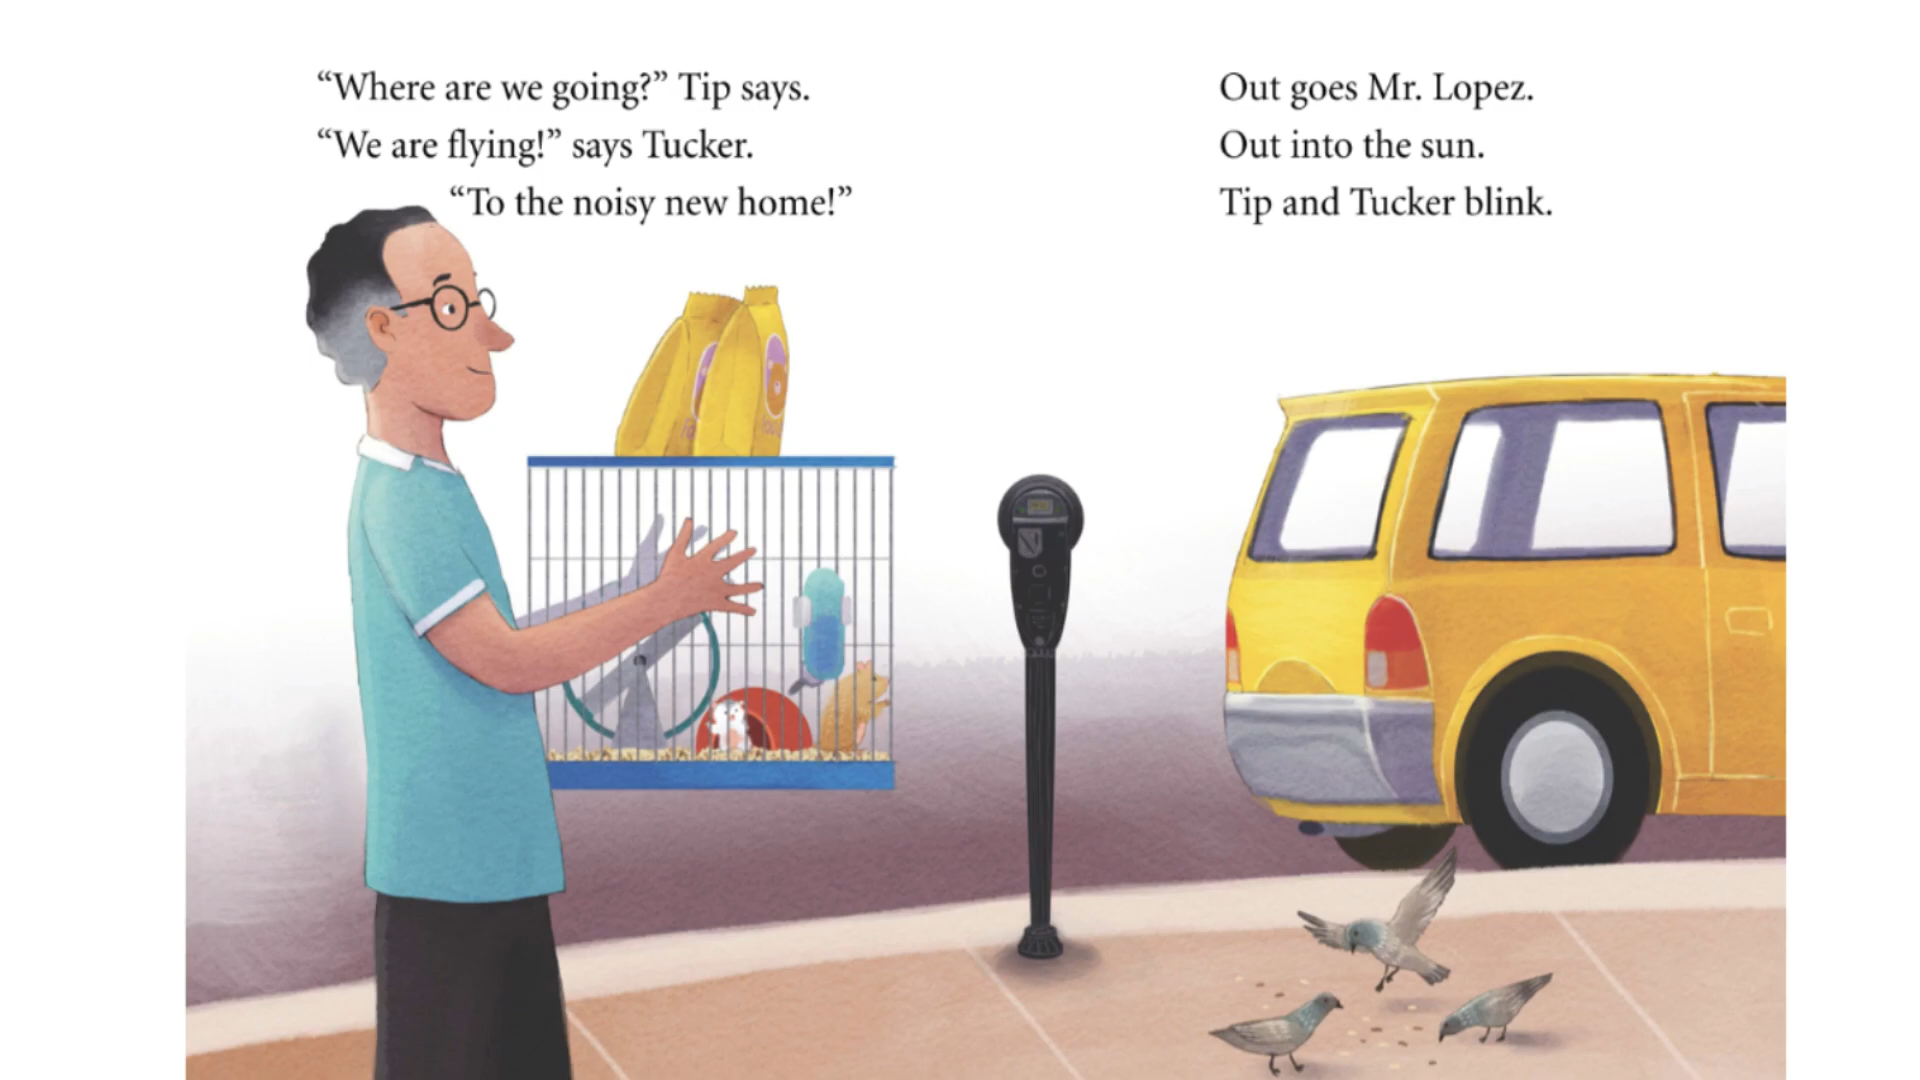 “Where are we going?” Tip says.
“We are flying!” says Tucker.
“To the noisy new home!”
Out goes Mr. Lopez.
Out into the sun.
Tip and Tucker blink.